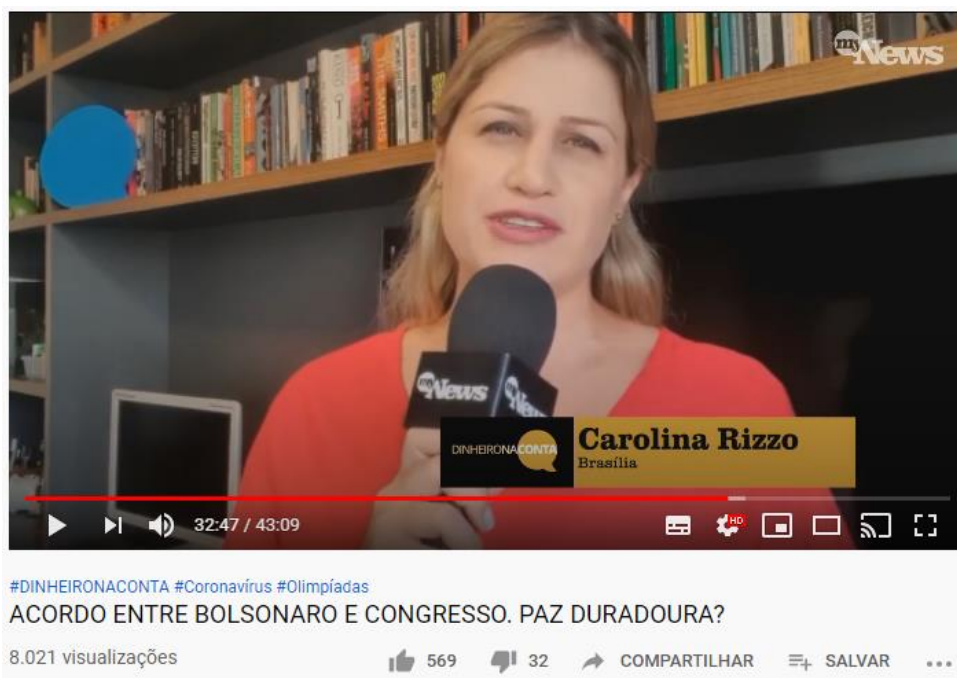 myNews
myNews
my
DINHEIRONACONTA
Carolina Rizzo
Brasília
32:47 / 43:09
HD
#DINHEIRONACONTA #Coronavírus #Olimpíadas
ACORDO ENTRE BOLSONARO E CONGRESSO. PAZ DURADOURA?
8.021 visualizações
569
32
COMPARTILHAR
SALVAR